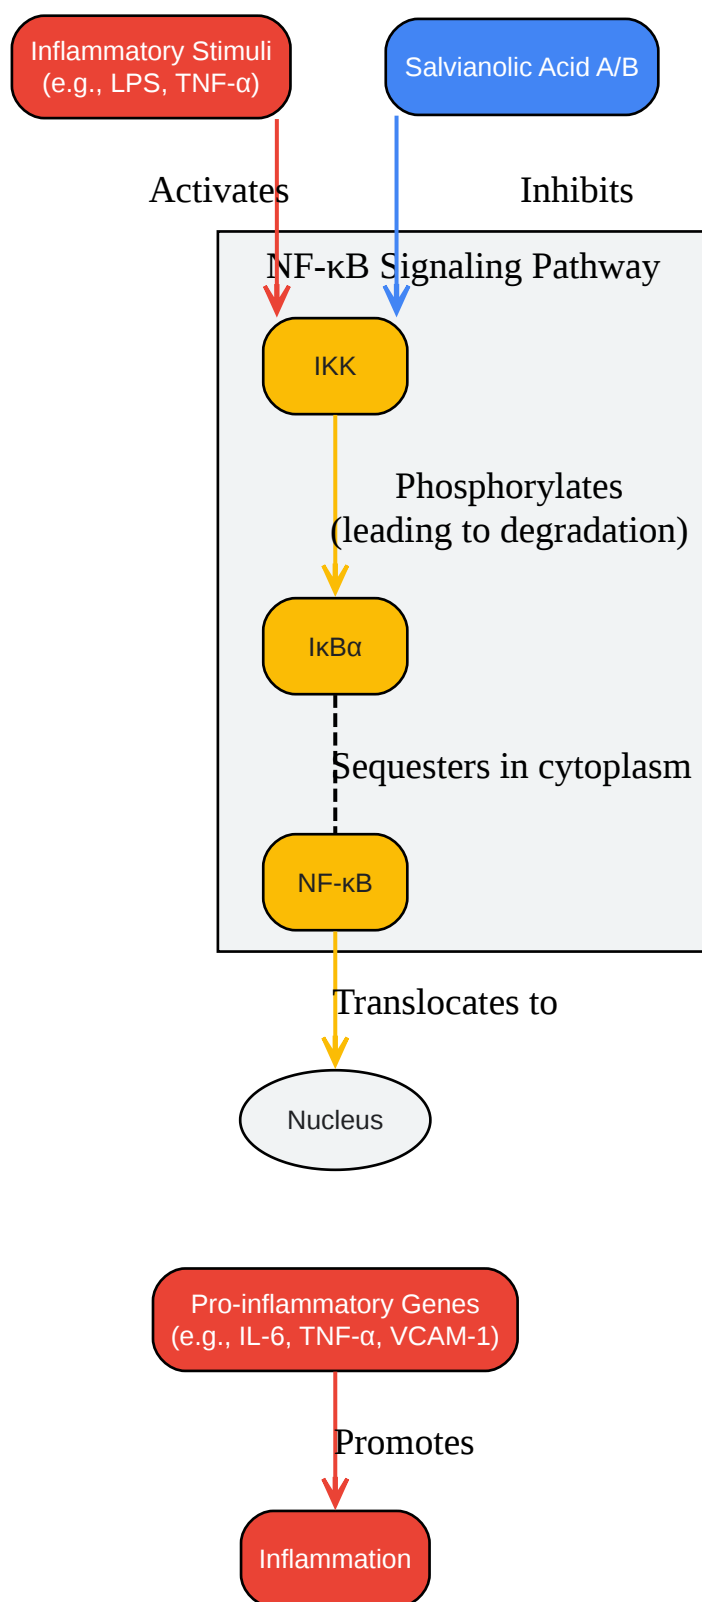 Inflammatory Stimuli
(e.g., LPS, TNF-α)
Salvianolic Acid A/B
Activates
Inhibits
NF-κB Signaling Pathway
IKK
Phosphorylates
(leading to degradation)
IκBα
Sequesters in cytoplasm
NF-κB
Translocates to
Nucleus
Pro-inflammatory Genes
(e.g., IL-6, TNF-α, VCAM-1)
Promotes
Inflammation